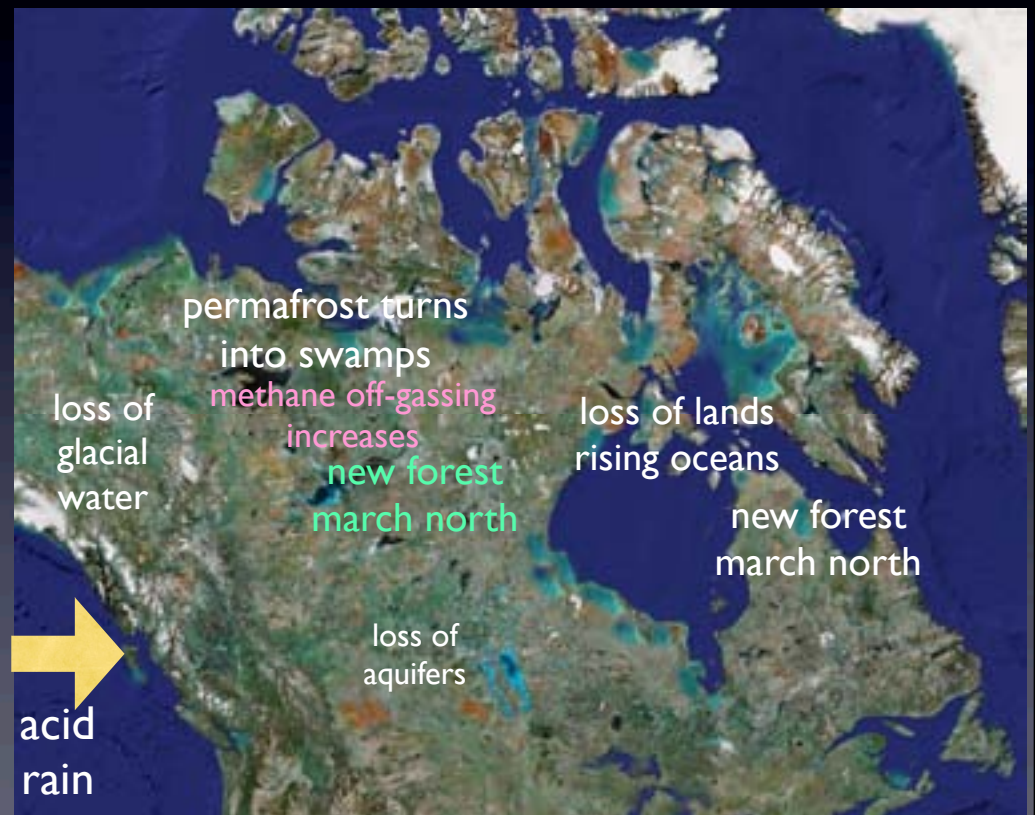 permafrost turns
into swamps
methane off-gassing
increases
new forest
march north
loss of
glacial
water
loss of lands
rising oceans
new forest
march north
loss of
aquifers
acid
rain